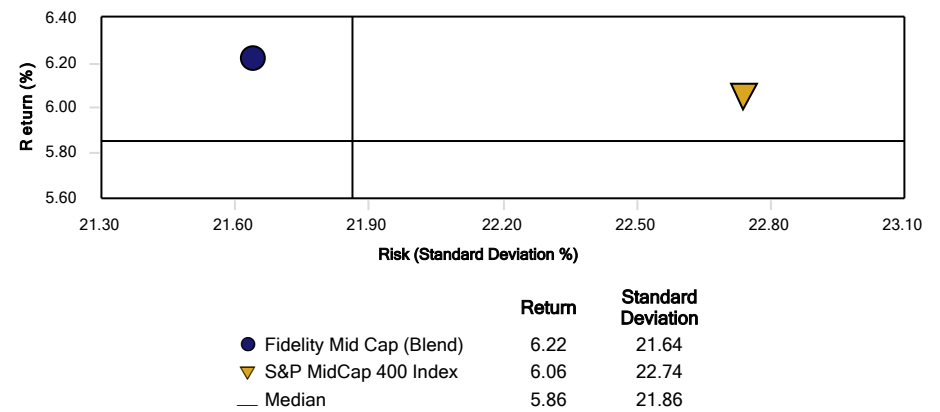 6.40
6.20
6.00
5.80
5.60
Return (%)
21.30 21.60 21.90 22.20 22.50 22.80 23.10
Risk (Standard Deviation %)
Return Standard
Deviation
Fidelity Mid Cap (Blend) 6.22 21.64
S&P MidCap 400 Index 6.06 22.74
Median 5.86 21.86